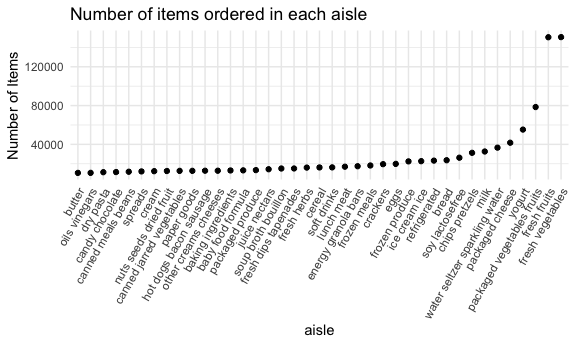 Number of items ordered in each aisle
Number of Items
120000
80000
40000
butter
oils vinegars
dry pasta
candy chocolate
canned meals beans
spreads
cream
nuts seeds dried fruit
canned jarred vegetables
paper goods
hot dogs bacon sausage
other creams cheeses
baking ingredients
baby food formula
packaged produce
juice nectars
soup broth bouillon
fresh dips tapenades
fresh herbs
cereal
soft drinks
lunch meat
energy granola bars
frozen meals
crackers
eggs
frozen produce
ice cream ice
refrigerated
bread
soy lactosefree
chips pretzels
milk
water seltzer sparkling water
packaged cheese
yogurt
packaged vegetables fruits
fresh fruits
fresh vegetables
aisle